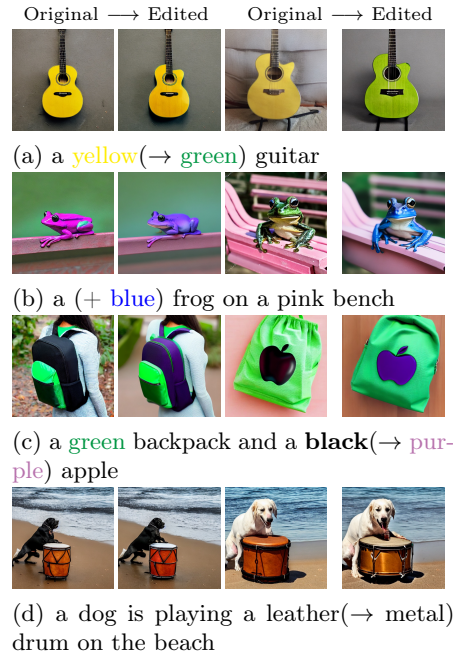 Original → Edited Original → Edited
(a) a yellow(→ green) guitar
(b) a (+ blue) frog on a pink bench
(c) a green backpack and a black(→ pur-
ple) apple
(d) a dog is playing a leather(→ metal)
drum on the beach